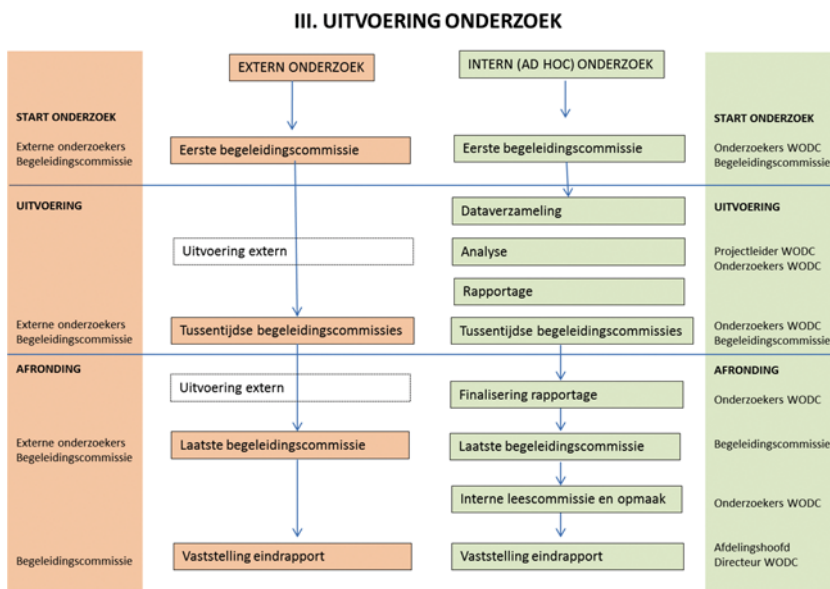 III. UITVOERING ONDERZOEK
EXTERN ONDERZOEK
INTERN (AD HOC) ONDERZOEK
START ONDERZOEK
START ONDERZOEK
Externe onderzoekers
Begeleidingscommissie
Eerste begeleidingscommissie
Eerste begeleidingscommissie
Onderzoekers WODC
Begeleidingscommissie
UITVOERING
Dataverzameling
UITVOERING
Uitvoering extern
Analyse
Projectleider WODC
Onderzoekers WODC
Rapportage
Externe onderzoekers
Begeleidingscommissie
Tussentijdse begeleidingscommissies
Tussentijdse begeleidingscommissies
Onderzoekers WODC
Begeleidingscommissie
AFRONDING
AFRONDING
Uitvoering extern
Finalisering rapportage
Onderzoekers WODC
Externe onderzoekers
Begeleidingscommissie
Laatste begeleidingscommissie
Laatste begeleidingscommissie
Begeleidingscommissie
Interne leescommissie en opmaak
Onderzoekers WODC
Begeleidingscommissie
Vaststelling eindrapport
Vaststelling eindrapport
Afdelingshoofd
Directeur WODC